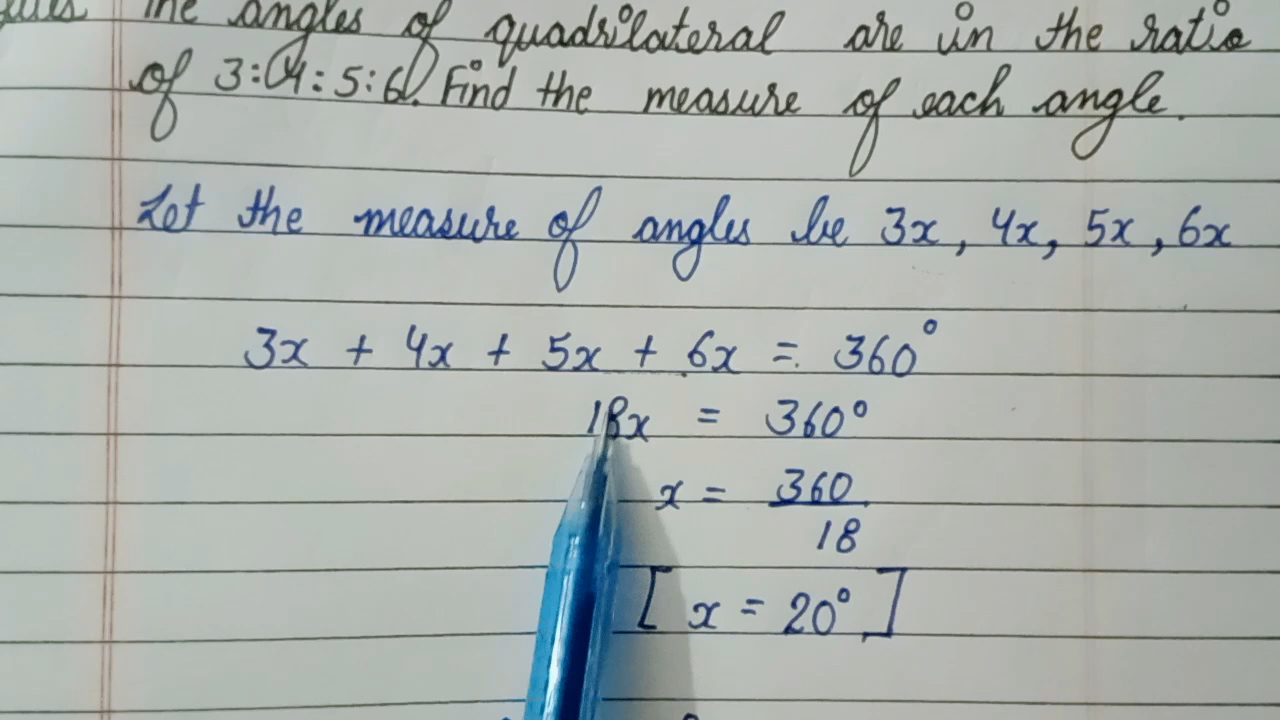 The angles of quadrilateral are in the ratio
of 3:4:5:6. Find the measure of each angle.
Let the measure of angles be 3x, 4x, 5x, 6x
3x + 4x + 5x + 6x = 360°
18x = 360°
x = 360
18
[ x = 20° ]